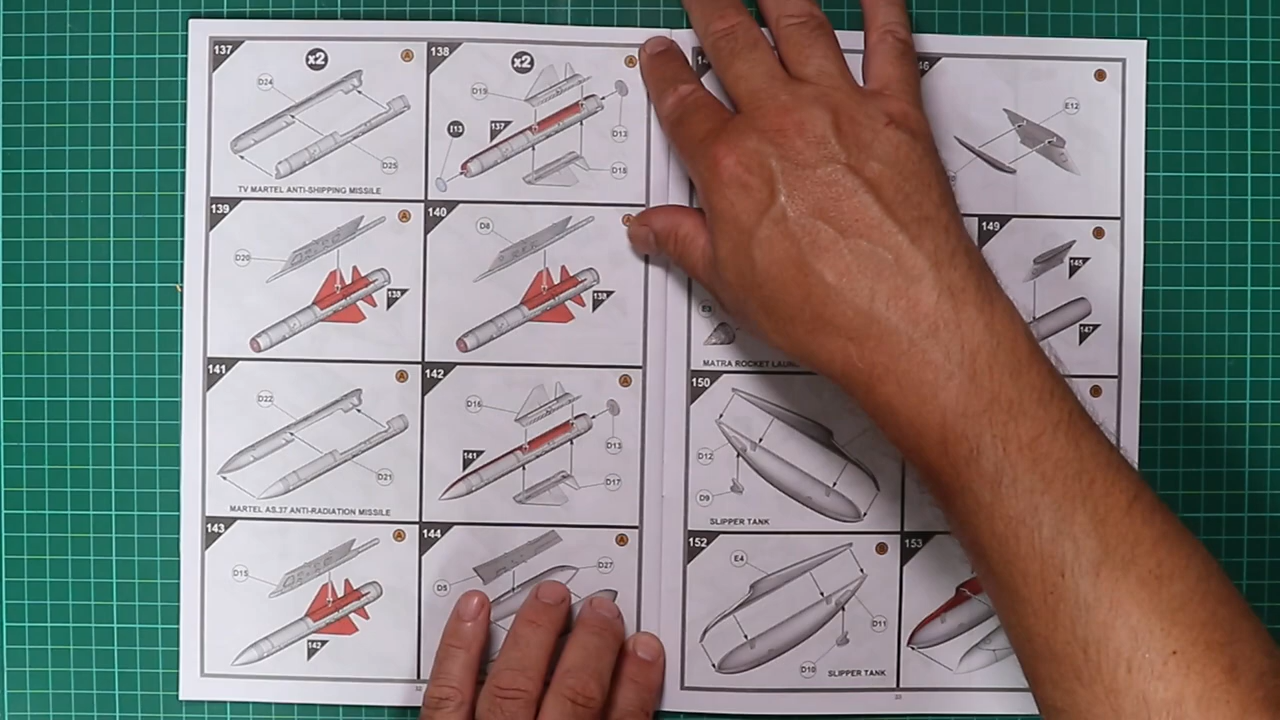 137
x2
A
D24
D25
TV MARTEL ANTI-SHIPPING MISSILE
138
x2
A
D19
D13
I13
137
D18
139
A
D20
138
140
D8
138
141
A
D22
D21
MARTEL AS.37 ANTI-RADIATION MISSILE
142
A
D16
D13
141
D17
143
A
D15
142
144
A
D5
D27
B
E12
E3
MATRA ROCKET
149
B
145
147
150
D12
D9
SLIPPER TANK
B
152
B
E4
D11
D10
SLIPPER TANK
153